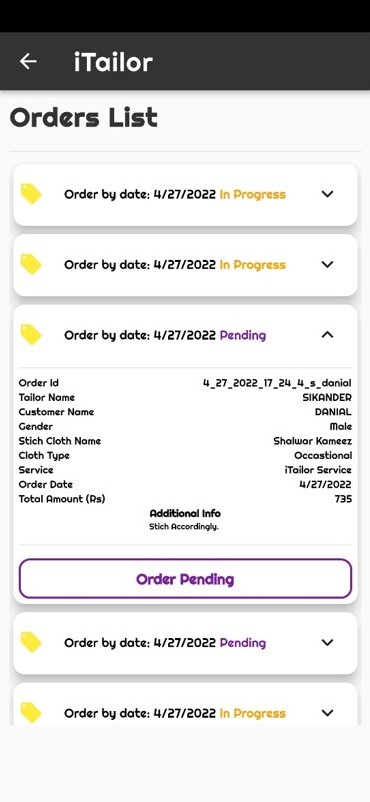 iTailor
Orders List
Order by date: 4/27/2022 In Progress
Order by date: 4/27/2022 In Progress
Order by date: 4/27/2022 Pending
Order Id 4_27_2022_17_24_4_s_danial
Tailor Name SIKANDER
Customer Name DANIAL
Gender Male
Stich Cloth Name Shalwar Kameez
Cloth Type Occastional
Service iTailor Service
Order Date 4/27/2022
Total Amount (Rs) 735
Additional Info
Stich Accordingly.
Order Pending
Order by date: 4/27/2022 Pending
Order by date: 4/27/2022 In Progress